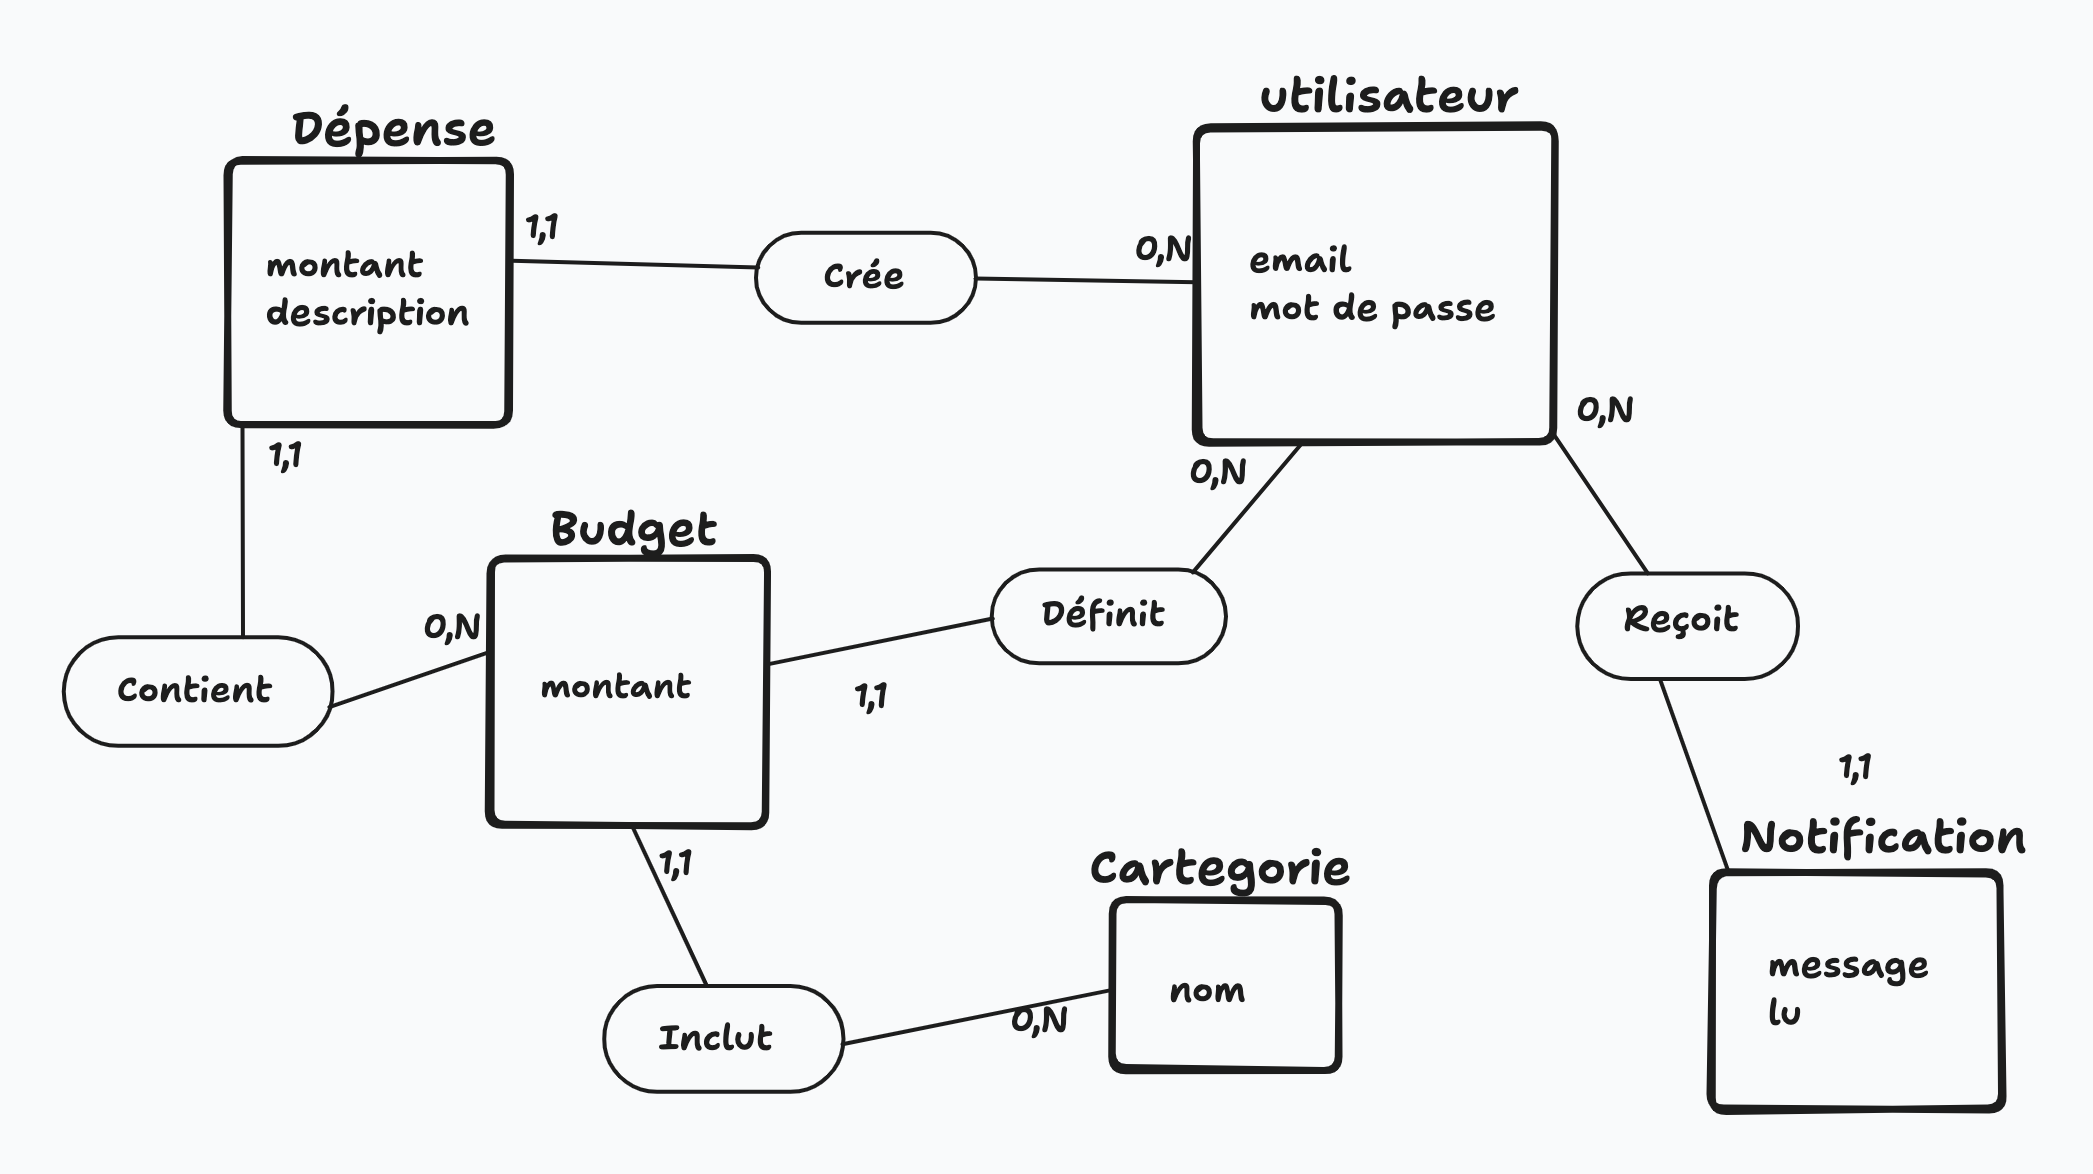 utilisateur
Dépense
1,1
Crée
0,N
montant
description
email
mot de passe
0,N
1,1
0,N
Budget
0,N
montant
Contient
Définit
1,1
Reçoit
1,1
Notification
1,1
Cartegorie
nom
message
lu
Inclut
0,N